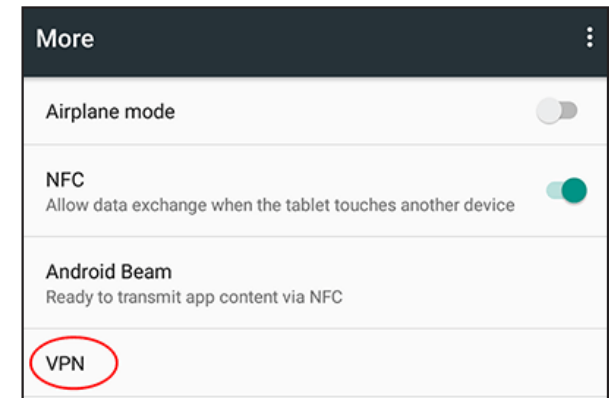 More
Airplane mode
NFC
Allow data exchange when the tablet touches another device
Android Beam
Ready to transmit app content via NFC
VPN